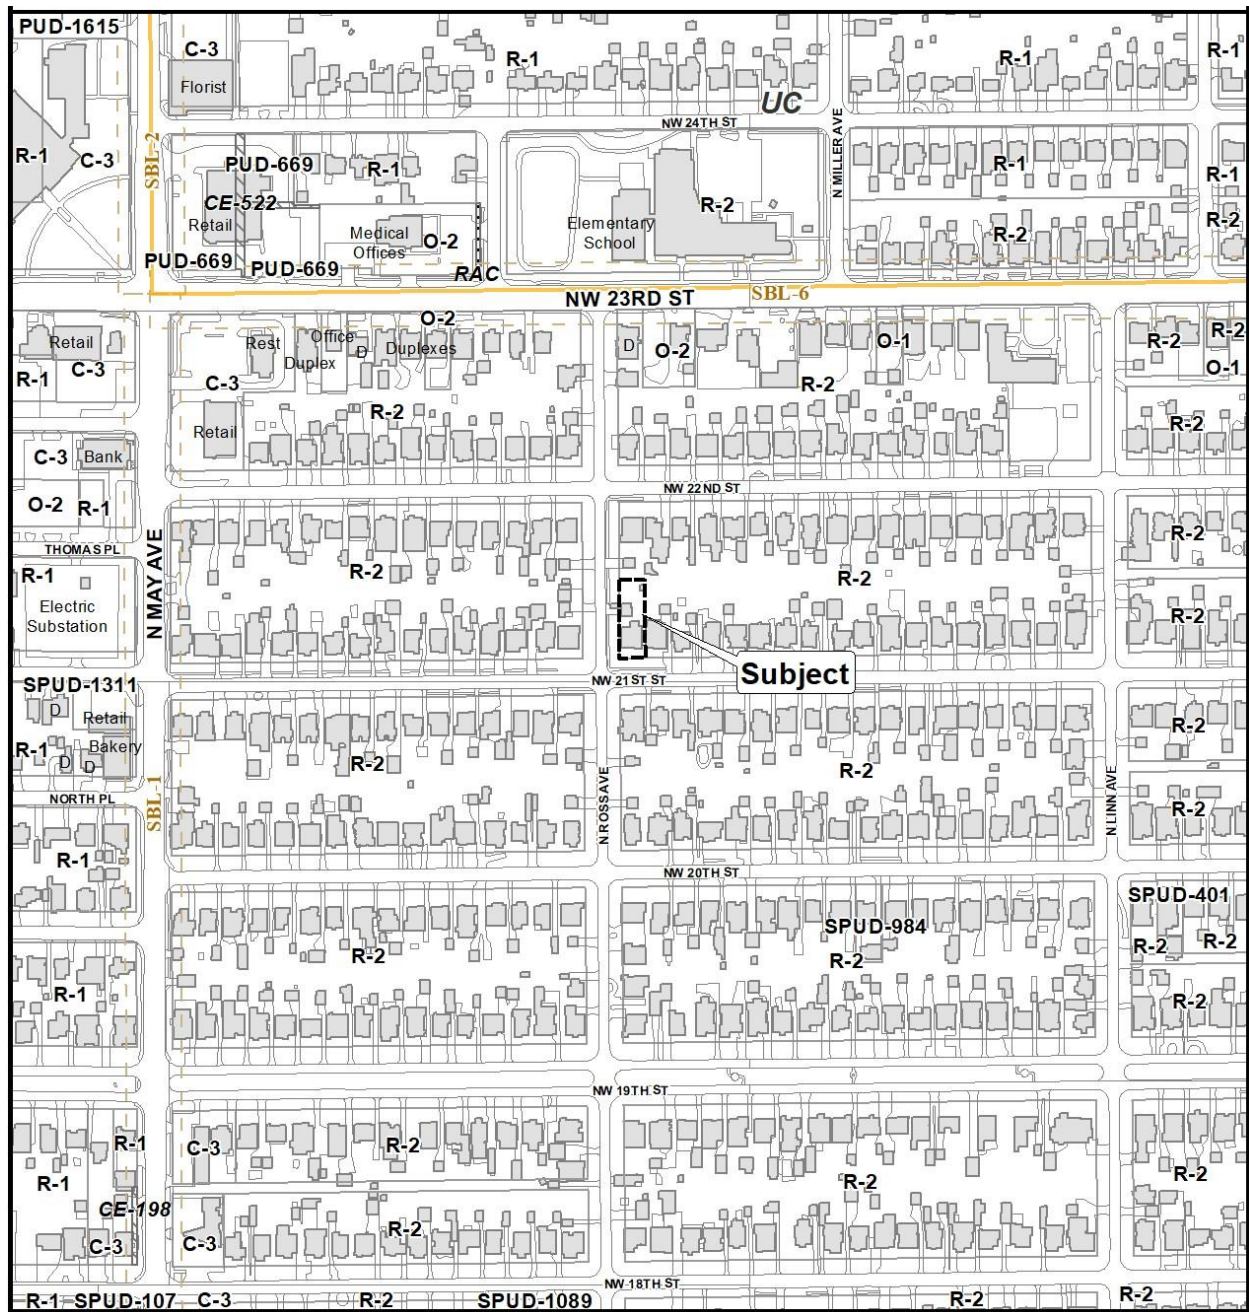 PUD-1615
C-3
Florist
R-1
R-1
R-1
UC
NW 24TH ST
N MILLER AVE
SBL-2
R-1
C-3
PUD-669
R-1
CE-522
Retail
Medical
Offices
O-2
Elementary
School
R-2
R-1
R-1
R-2
R-2
PUD-669
PUD-669
RAC
NW 23RD ST
SBL-6
Retail
R-1
C-3
Rest
Office
Duplex
D
O-2
Duplexes
D
O-2
O-1
R-2
R-2
R-2
O-1
C-3
R-2
Retail
R-2
C-3
Bank
NW 22ND ST
O-2
R-1
N MAY AVE
THOMAS PL
R-1
Electric
Substation
R-2
R-2
R-2
R-2
Subject
NW 21ST ST
SPUD-1311
D
Retail
R-1
Bakery
D
D
SBL-1
NORTH PL
R-2
N ROSS AVE
R-2
N LINN AVE
R-2
R-2
R-1
NW 20TH ST
SPUD-984
R-2
R-2
SPUD-401
R-2
R-2
R-1
R-2
NW 19TH ST
R-1
R-1
C-3
R-2
R-2
R-2
CE-198
C-3
C-3
R-2
NW 18TH ST
R-1
SPUD-107
C-3
R-2
SPUD-1089
R-2
R-2